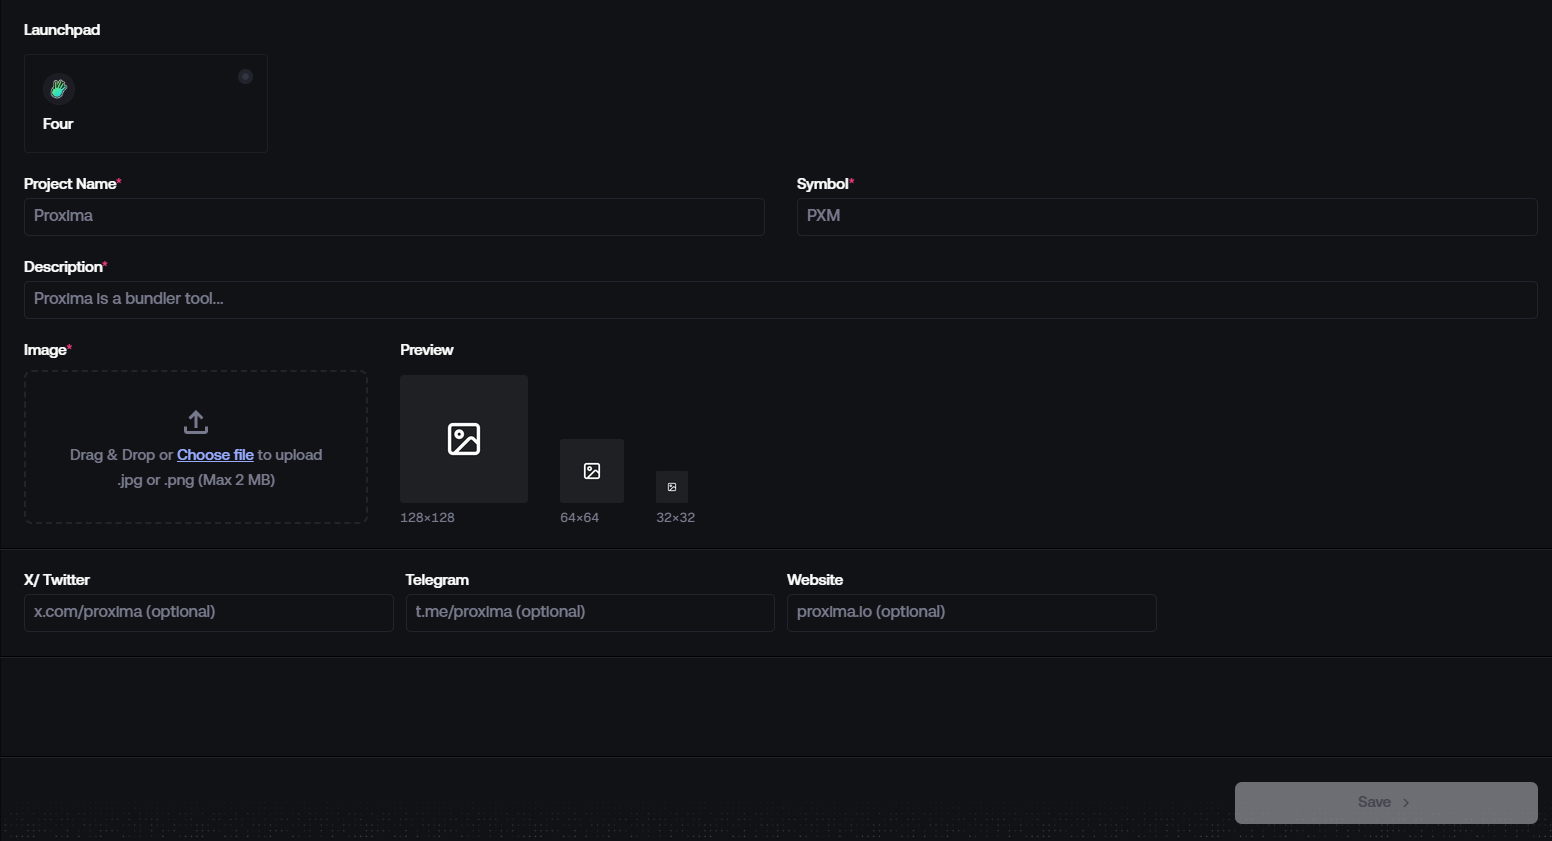 Launchpad
Four
Project Name*
Symbol*
Proxima
PXM
Description*
Proxima is a bundler tool...
Image*
Preview
Drag & Drop or Choose file to upload
.jpg or .png (Max 2 MB)
128×128
64×64
32×32
X/ Twitter
Telegram
Website
x.com/proxima (optional)
t.me/proxima (optional)
proxima.io (optional)
Save